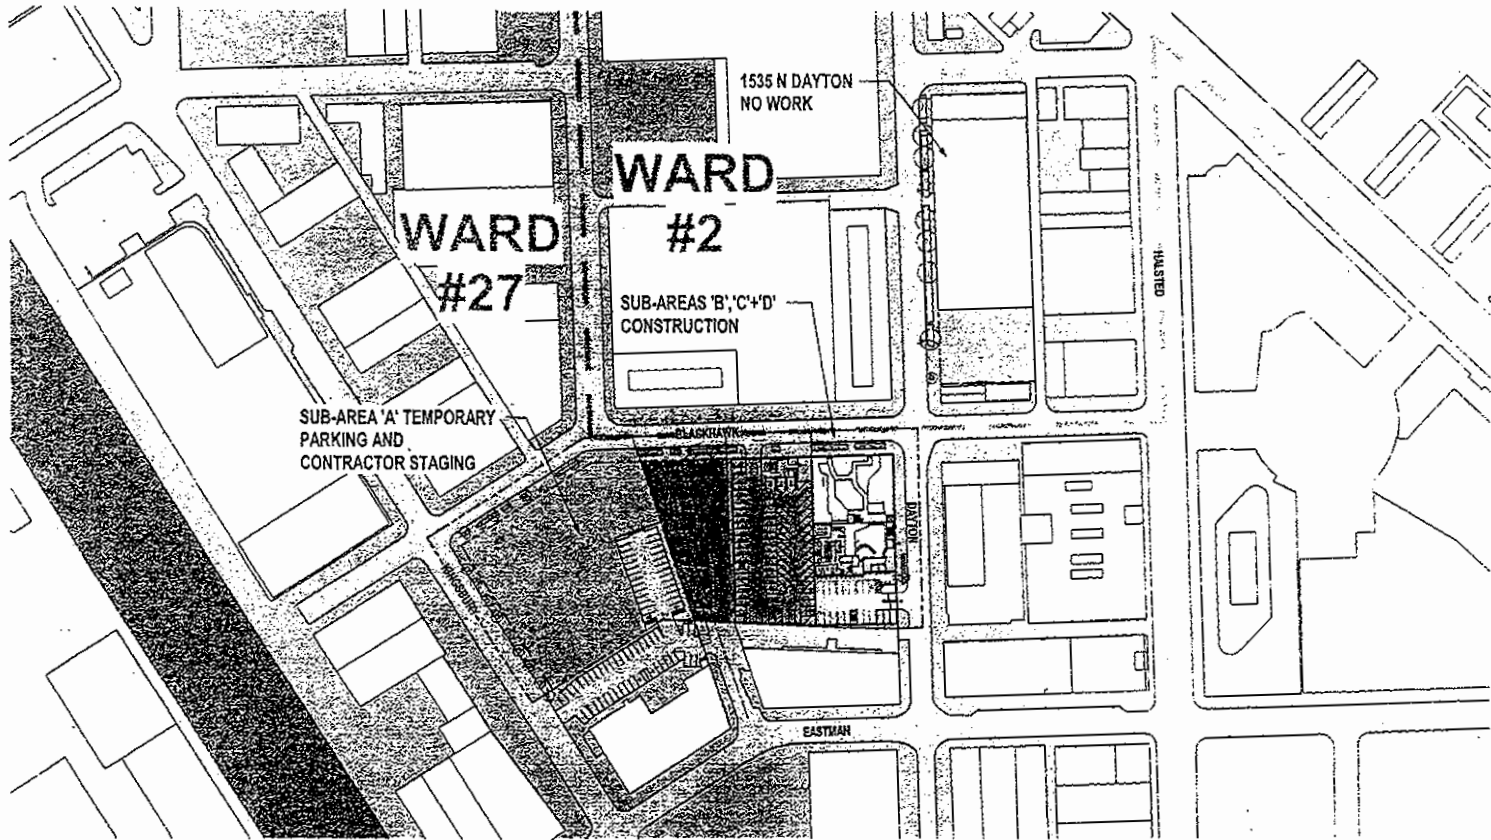 1535 N DAYTON
NO WORK
WARD
#2
WARD
#27
HALSTED
SUB-AREAS 'B','C'+'D'
CONSTRUCTION
SUB-AREA 'A' TEMPORARY
PARKING AND
CONTRACTOR STAGING
BLACKHAWK
DAYTON
EASTMAN